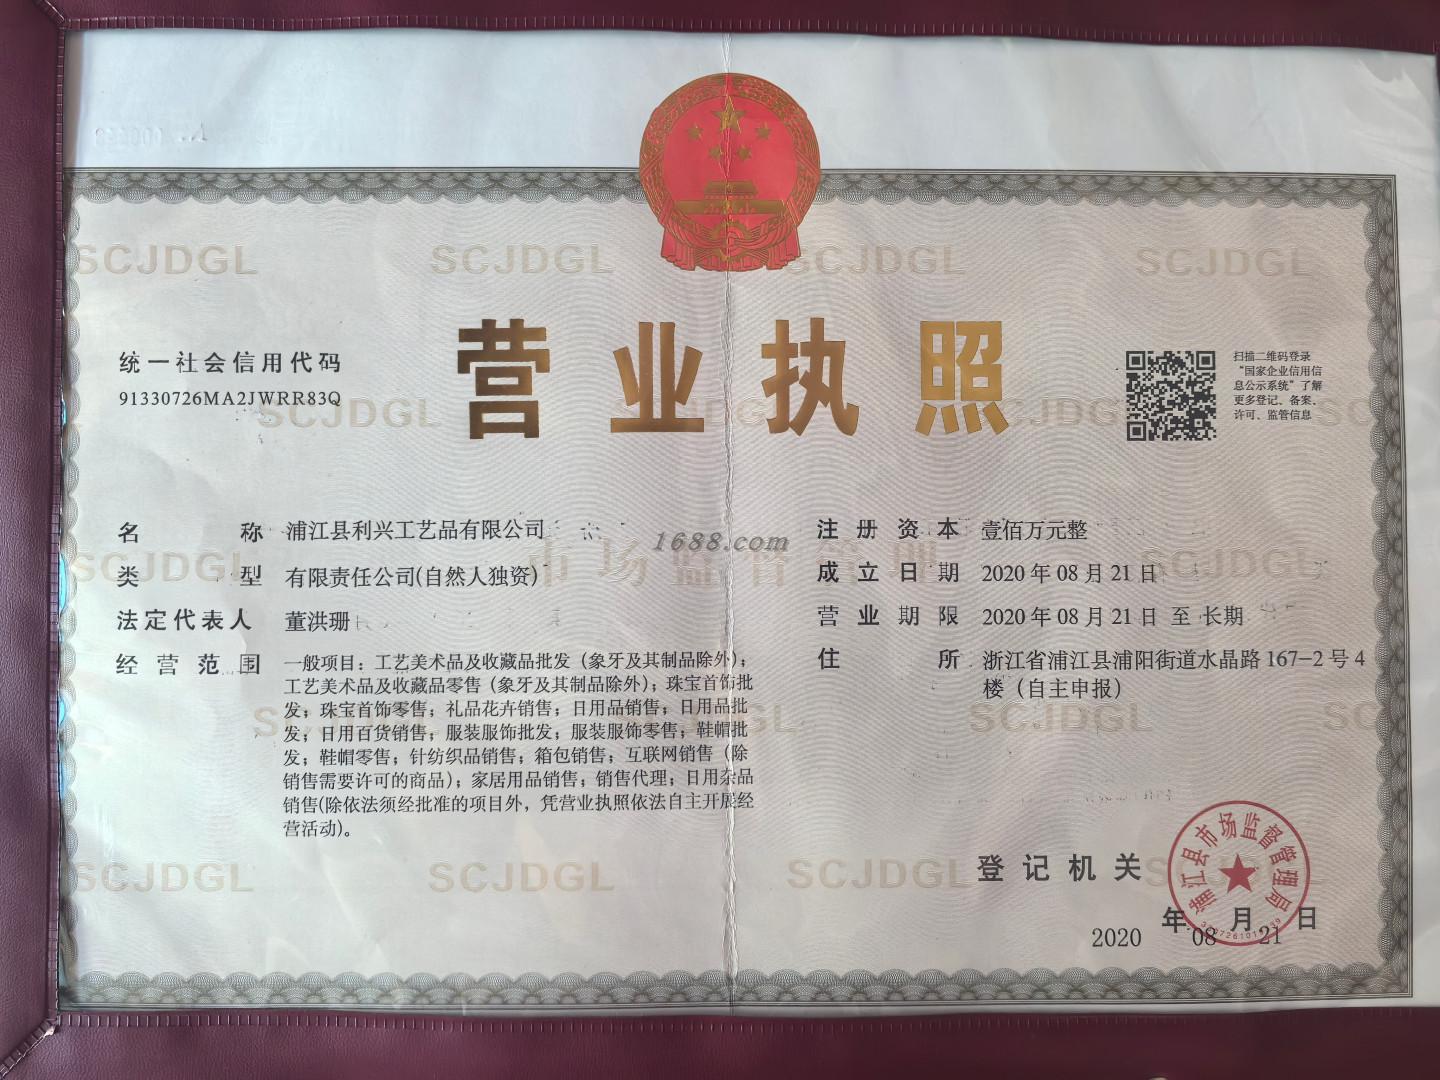 SCJDGL SCJDGL SCJDGL SCJDGL
营业执照
统一社会信用代码
91330726MA2JWRR83Q
扫描二维码登录
“国家企业信用信
息公示系统”了解
更多登记、备案、
许可、监管信息
名称 浦江县利兴工艺品有限公司
类型 有限责任公司(自然人独资)
法定代表人 董洪珊
经营范围 一般项目：工艺美术品及收藏品批发（象牙及其制品除外）；
工艺美术品及收藏品零售（象牙及其制品除外）；珠宝首饰批
发；珠宝首饰零售；礼品花卉销售；日用品销售；日用品批
发；日用百货销售；服装服饰批发；服装服饰零售；鞋帽批
发；鞋帽零售；针纺织品销售；箱包销售；互联网销售（除
销售需要许可的商品）；家居用品销售；销售代理；日用杂品
销售(除依法须经批准的项目外，凭营业执照依法自主开展经
营活动)。
1688.com
市场监督管理
注册资本 壹佰万元整
成立日期 2020年08月21日
营业期限 2020年08月21日 至 长期
住所 浙江省浦江县浦阳街道水晶路167-2号4
楼（自主申报）
SCJDGL SCJDGL SCJDGL
登记机关
浦江县市场监督管理局
2020年08月21日